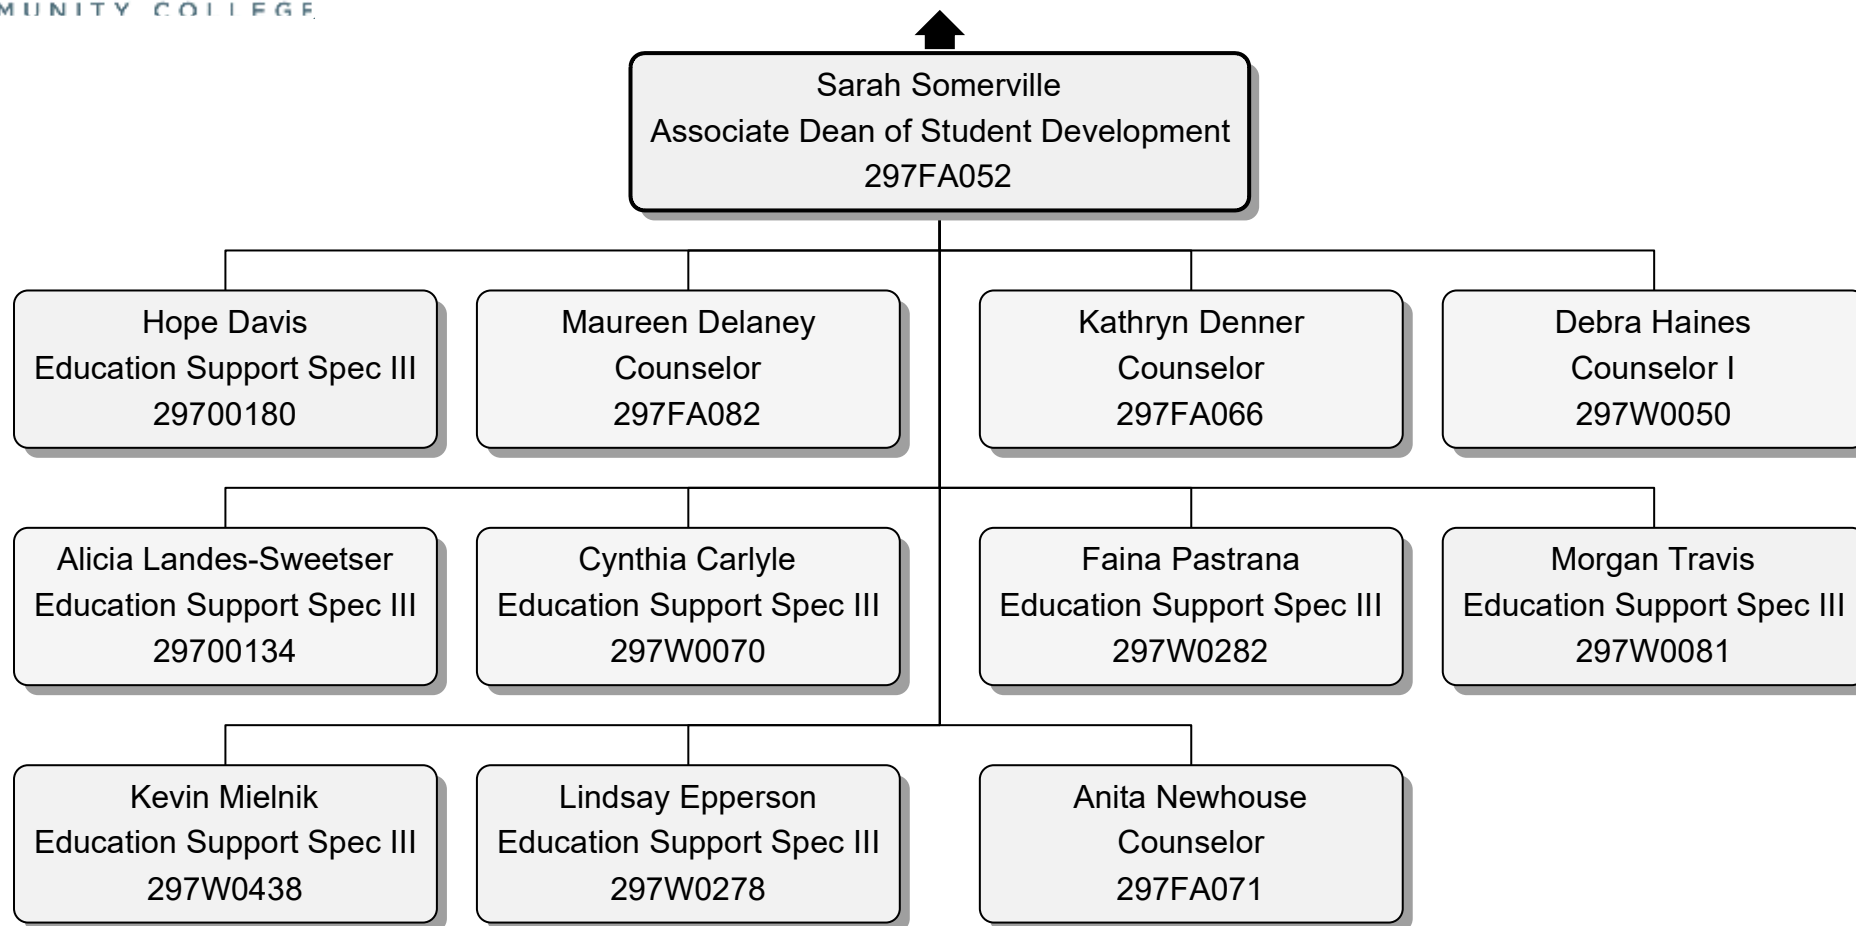 COLLEGE
Sarah Somerville
Associate Dean of Student Development
297FA052
Hope Davis
Education Support Spec III
29700180
Maureen Delaney
Counselor
297FA082
Kathryn Denner
Counselor
297FA066
Debra Haines
Counselor I
297W0050
Alicia Landes-Sweetser
Education Support Spec III
29700134
Cynthia Carlyle
Education Support Spec III
297W0070
Faina Pastrana
Education Support Spec III
297W0282
Morgan Travis
Education Support Spec III
297W0081
Kevin Mielnik
Education Support Spec III
297W0438
Lindsay Epperson
Education Support Spec III
297W0278
Anita Newhouse
Counselor
297FA071